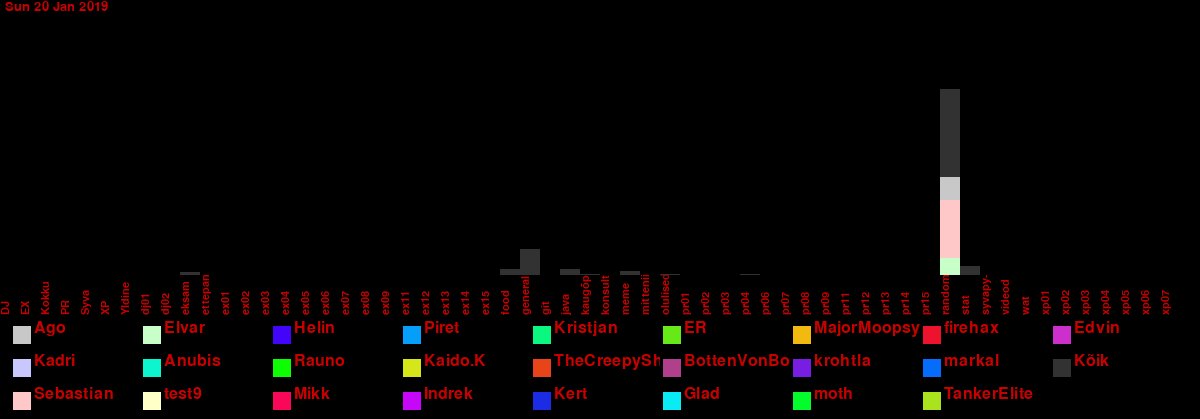 Sun 20 Jan 2019
DJ EX Kokku PR Syva XP Yldine dj01 dj02 eksam ettepan ex01 ex02 ex03 ex04 ex05 ex06 ex07 ex08 ex09 ex11 ex12 ex13 ex14 ex15 food general git java kaugõp konsult meme mittenii olulised pr01 pr02 pr03 pr04 pr06 pr07 pr08 pr09 pr11 pr12 pr13 pr14 pr15 random stat syvapy- videod wat xp01 xp02 xp03 xp04 xp05 xp06 xp07
Ago Elvar Helin Piret Kristjan ER MajorMoopsy firehax Edvin
Kadri Anubis Rauno Kaido.K TheCreepySh BottenVonBo krohtla markal Kõik
Sebastian test9 Mikk Indrek Kert Glad moth TankerElite